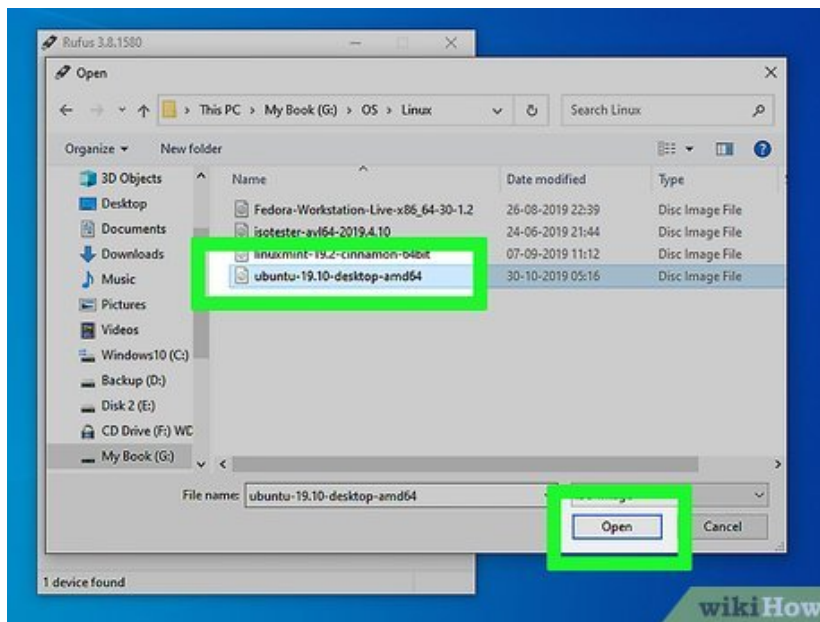 Rufus 3.8.1580
Open
This PC > My Book (G:) > OS > Linux
Search Linux
Organize
New folder
Name
Date modified
Type
3D Objects
Desktop
Documents
Downloads
Music
Pictures
Videos
Windows10 (C:)
Backup (D:)
Disk 2 (E:)
CD Drive (F:) WD
My Book (G:)
Fedora-Workstation-Live-x86_64-30-1.2 26-08-2019 22:39 Disc Image File
isotester-avl64-2019.4.10 24-06-2019 21:44 Disc Image File
linuxmint-19.2-cinnamon-64bit 07-09-2019 11:12 Disc Image File
ubuntu-19.10-desktop-amd64 30-10-2019 05:16 Disc Image File
File name: ubuntu-19.10-desktop-amd64
Open
Cancel
1 device found
wikiHow